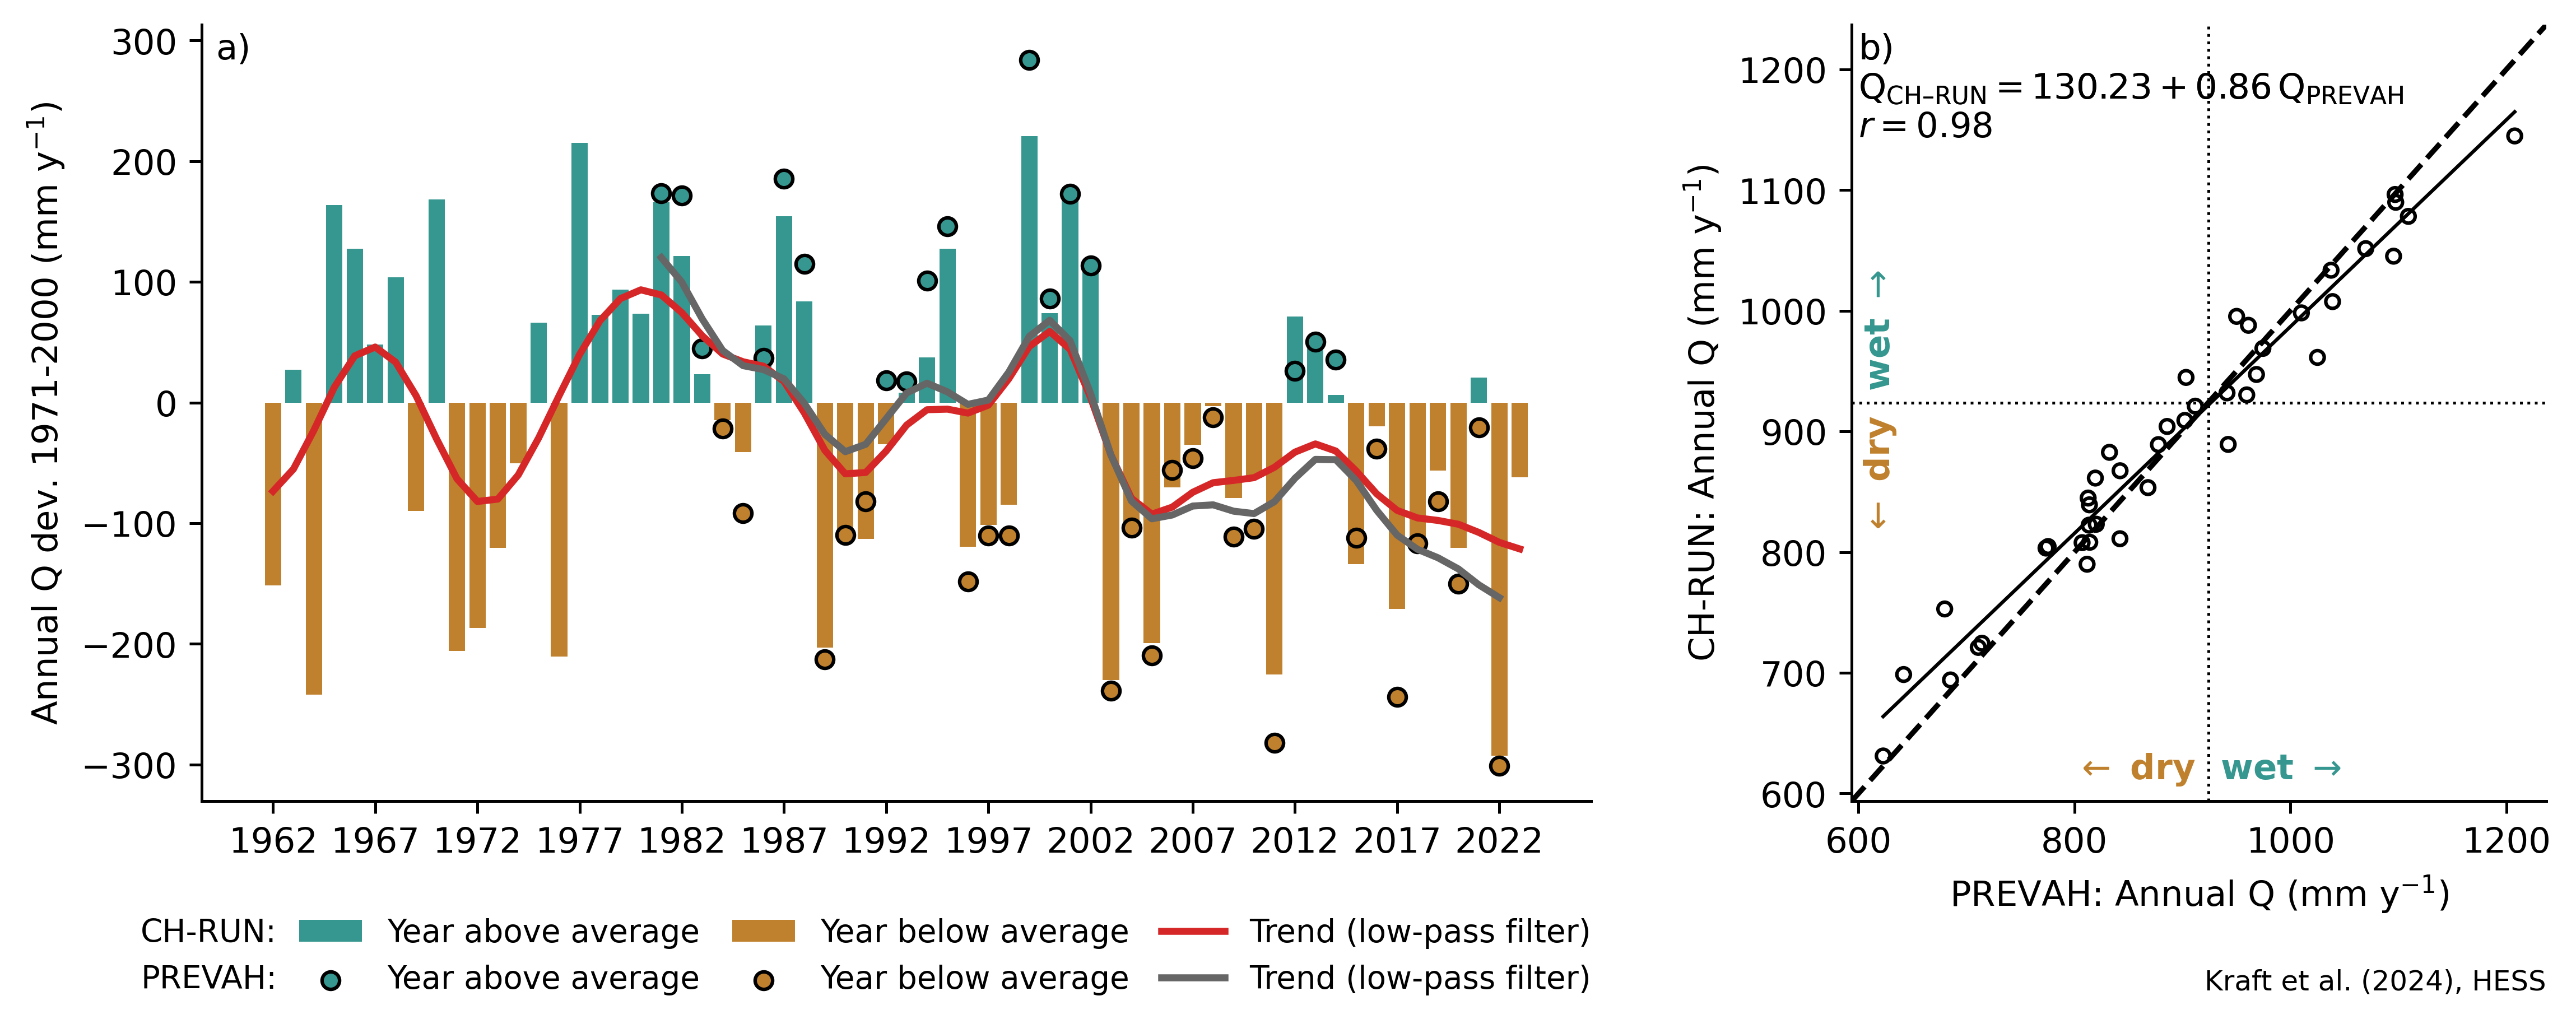 a)
300
200
100
0
−100
−200
−300
Annual Q dev. 1971-2000 (mm y⁻¹)
1962 1967 1972 1977 1982 1987 1992 1997 2002 2007 2012 2017 2022
CH-RUN: Year above average Year below average Trend (low-pass filter)
PREVAH: Year above average Year below average Trend (low-pass filter)
b)
Q_CH–RUN = 130.23 + 0.86 Q_PREVAH
r = 0.98
1200
1100
1000
900
800
700
600
CH-RUN: Annual Q (mm y⁻¹)
← dry wet →
← dry wet →
600 800 1000 1200
PREVAH: Annual Q (mm y⁻¹)
Kraft et al. (2024), HESS